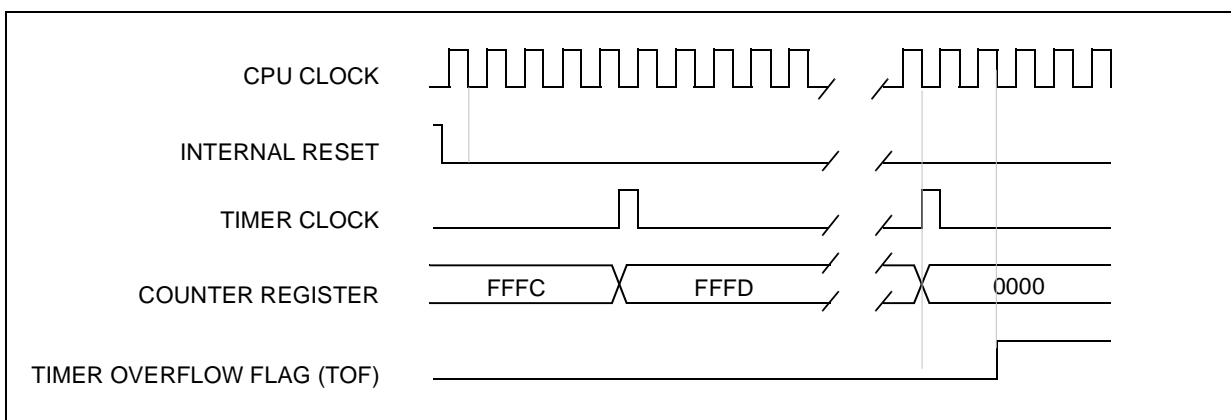 CPU CLOCK
INTERNAL RESET
TIMER CLOCK
COUNTER REGISTER FFFC FFFD 0000
TIMER OVERFLOW FLAG (TOF)